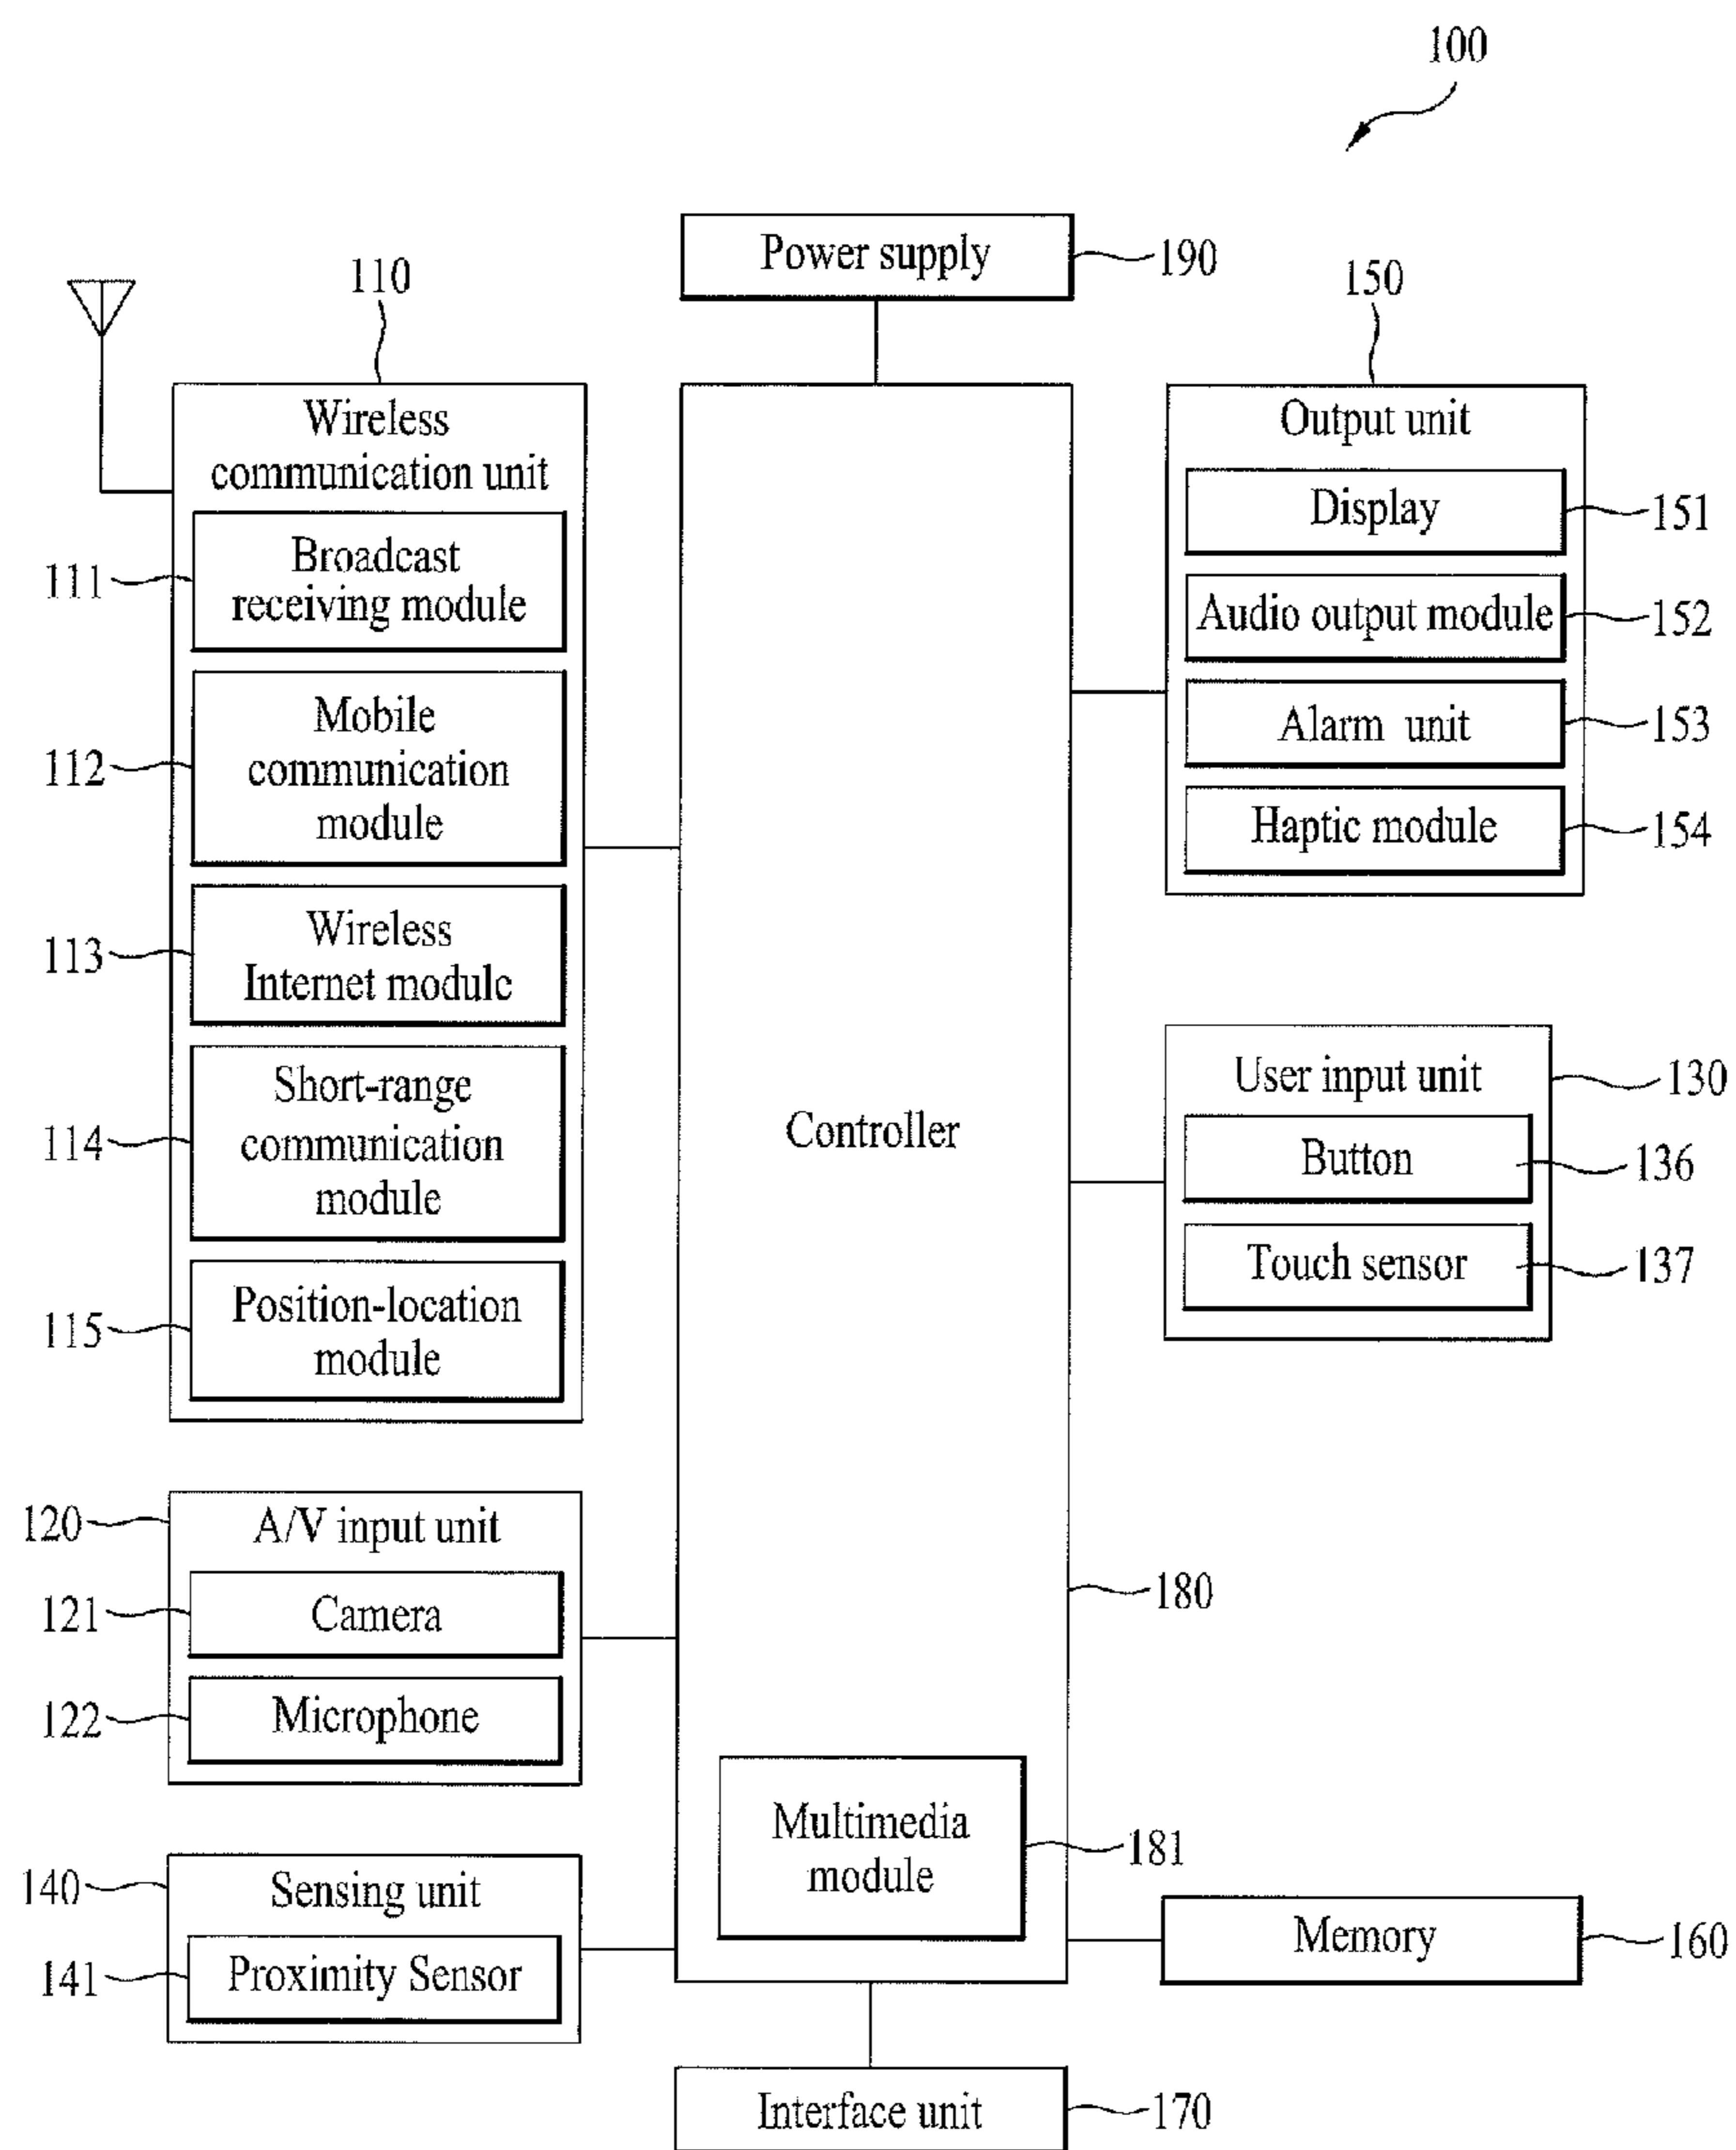 100
Power supply
190
110
Wireless
communication unit
111
Broadcast
receiving module
112
Mobile
communication
module
113
Wireless
Internet module
114
Short-range
communication
module
115
Position-location
module
120
A/V input unit
121
Camera
122
Microphone
140
Sensing unit
141
Proximity Sensor
Controller
180
Multimedia
module
181
150
Output unit
Display
151
Audio output module
152
Alarm unit
153
Haptic module
154
User input unit
130
Button
136
Touch sensor
137
Memory
160
Interface unit
170